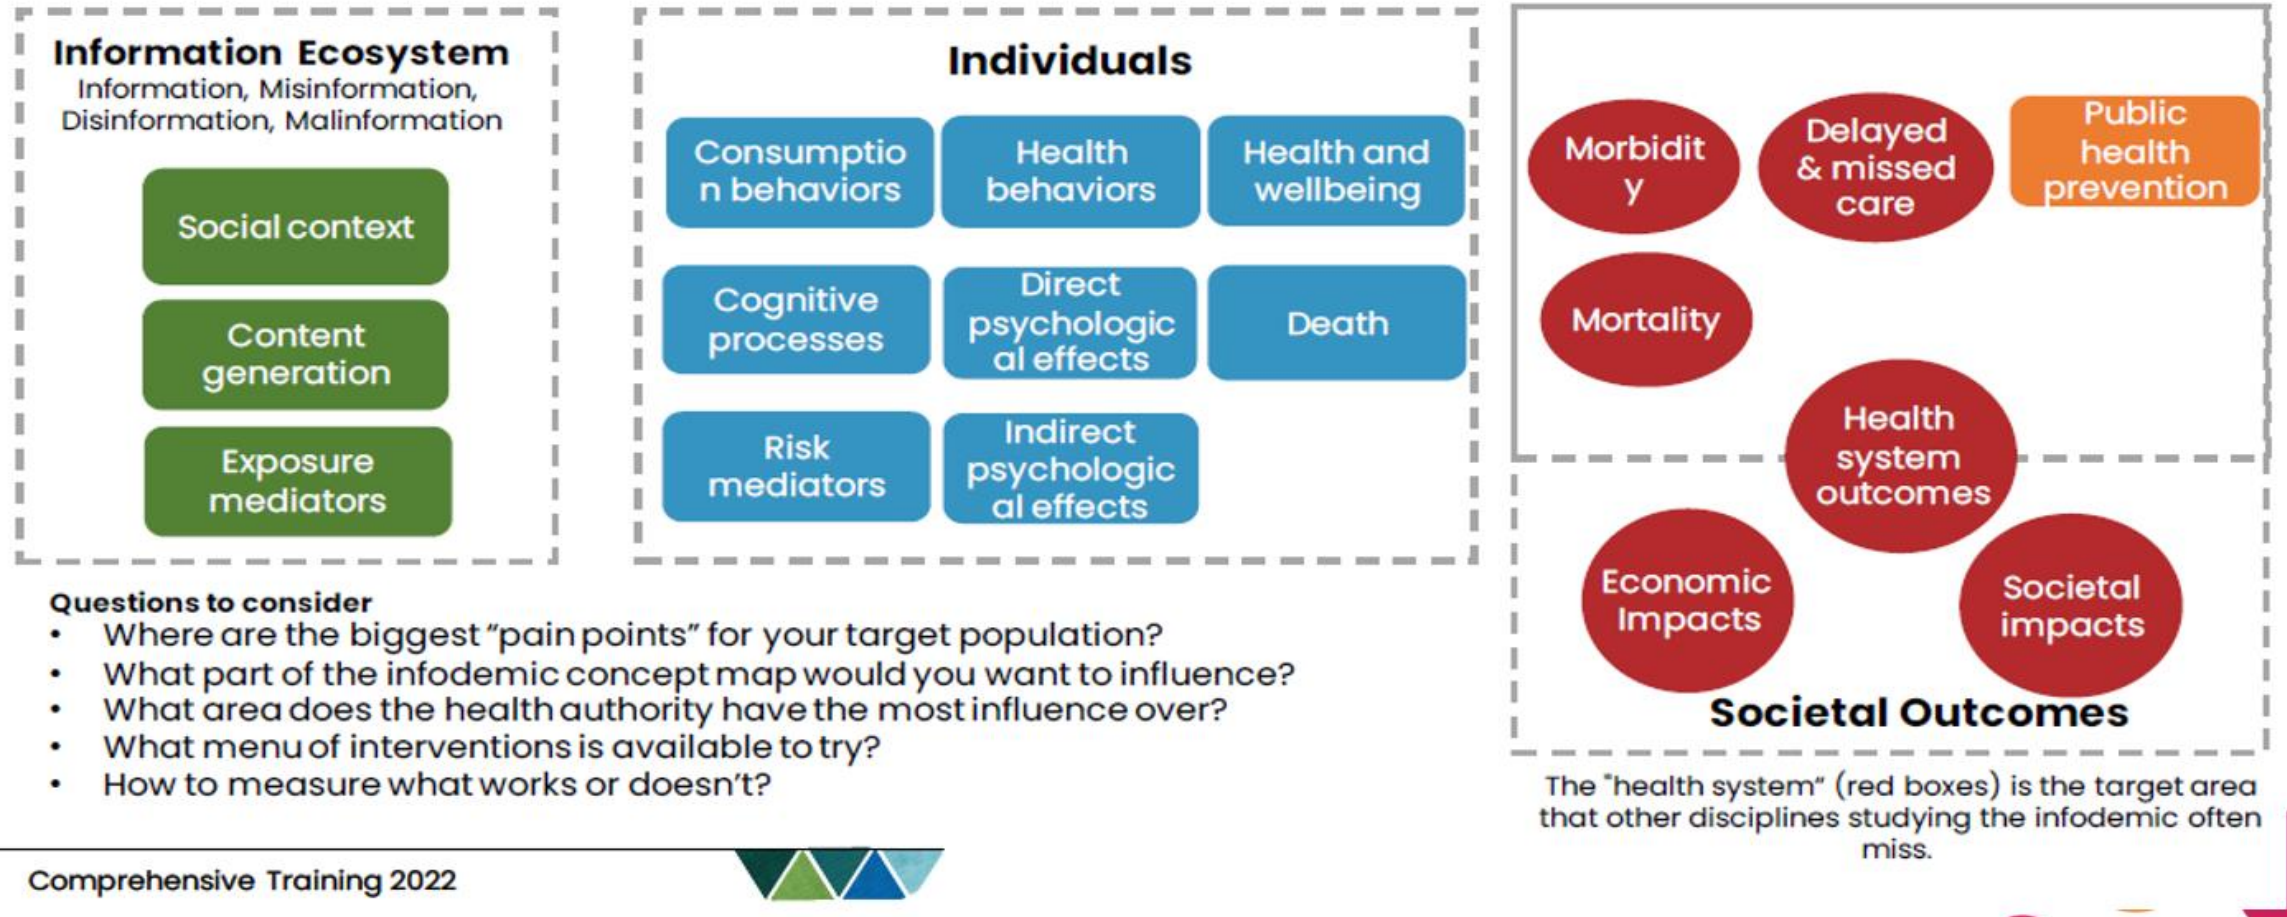 Information Ecosystem
Information, Misinformation,
Disinformation, Malinformation
Social context
Content
generation
Exposure
mediators
Individuals
Consumptio
n behaviors
Health
behaviors
Health and
wellbeing
Cognitive
processes
Direct
psychologic
al effects
Death
Risk
mediators
Indirect
psychologic
al effects
Morbidit
y
Delayed
& missed
care
Public
health
prevention
Mortality
Health
system
outcomes
Economic
Impacts
Societal
impacts
Societal Outcomes
The "health system” (red boxes) is the target area
that other disciplines studying the infodemic often
miss.
Questions to consider
• Where are the biggest “pain points” for your target population?
• What part of the infodemic concept map would you want to influence?
• What area does the health authority have the most influence over?
• What menu of interventions is available to try?
• How to measure what works or doesn’t?
Comprehensive Training 2022